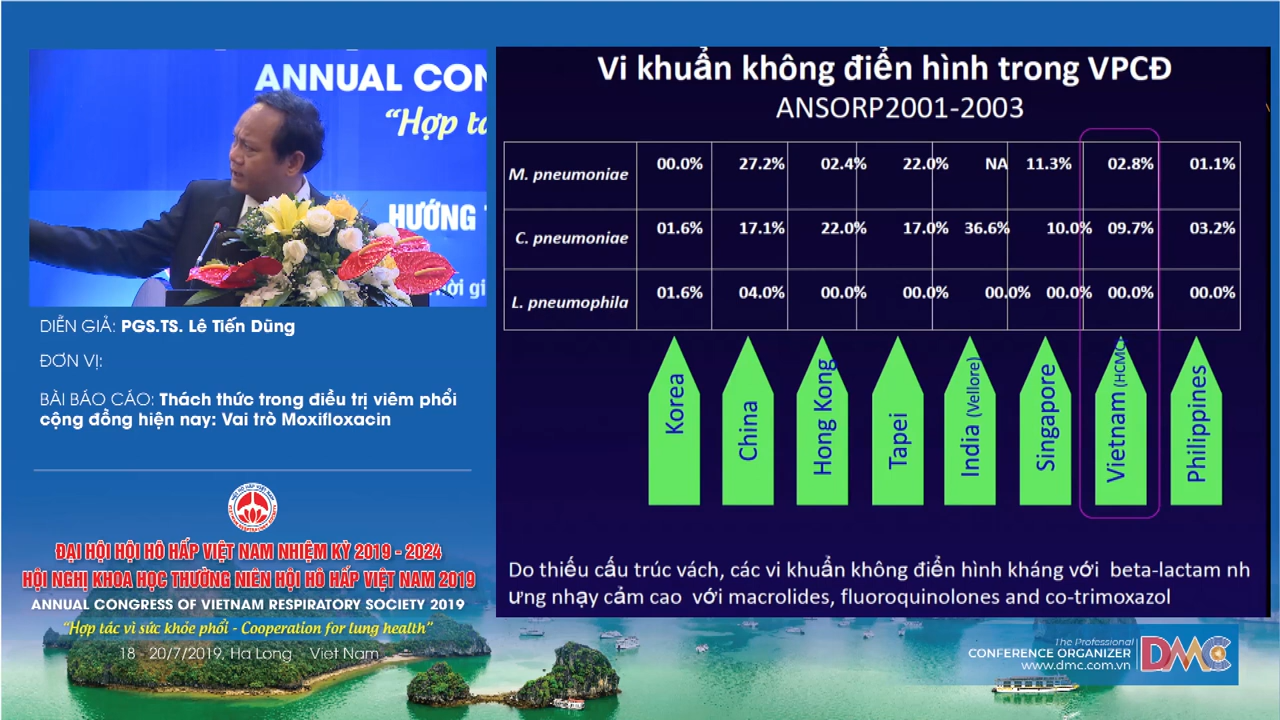 ANNUAL CON
“Hợp tá
HƯỚNG T
ời gi
DIỄN GIẢ: PGS.TS. Lê Tiến Dũng
ĐƠN VỊ:
BÀI BÁO CÁO: Thách thức trong điều trị viêm phổi
cộng đồng hiện nay: Vai trò Moxifloxacin
ĐẠI HỘI HỘI HÔ HẤP VIỆT NAM NHIỆM KỲ 2019 - 2024
HỘI NGHỊ KHOA HỌC THƯỜNG NIÊN HỘI HÔ HẤP VIỆT NAM 2019
ANNUAL CONGRESS OF VIETNAM RESPIRATORY SOCIETY 2019
“Hợp tác vì sức khỏe phổi - Cooperation for lung health”
18 - 20/7/2019, Ha Long Viet Nam
Vi khuẩn không điển hình trong VPCĐ
ANSORP2001-2003
M. pneumoniae 00.0% 27.2% 02.4% 22.0% NA 11.3% 02.8% 01.1%
C. pneumoniae 01.6% 17.1% 22.0% 17.0% 36.6% 10.0% 09.7% 03.2%
L. pneumophila 01.6% 04.0% 00.0% 00.0% 00.0% 00.0% 00.0% 00.0%
Korea
China
Hong Kong
Tapei
India (Vellore)
Singapore
Vietnam (HCMC)
Philippines
Do thiếu cấu trúc vách, các vi khuẩn không điển hình kháng với beta-lactam nh
ưng nhạy cảm cao với macrolides, fluoroquinolones and co-trimoxazol
The Professional
CONFERENCE ORGANIZER
www.dmc.com.vn
DMC